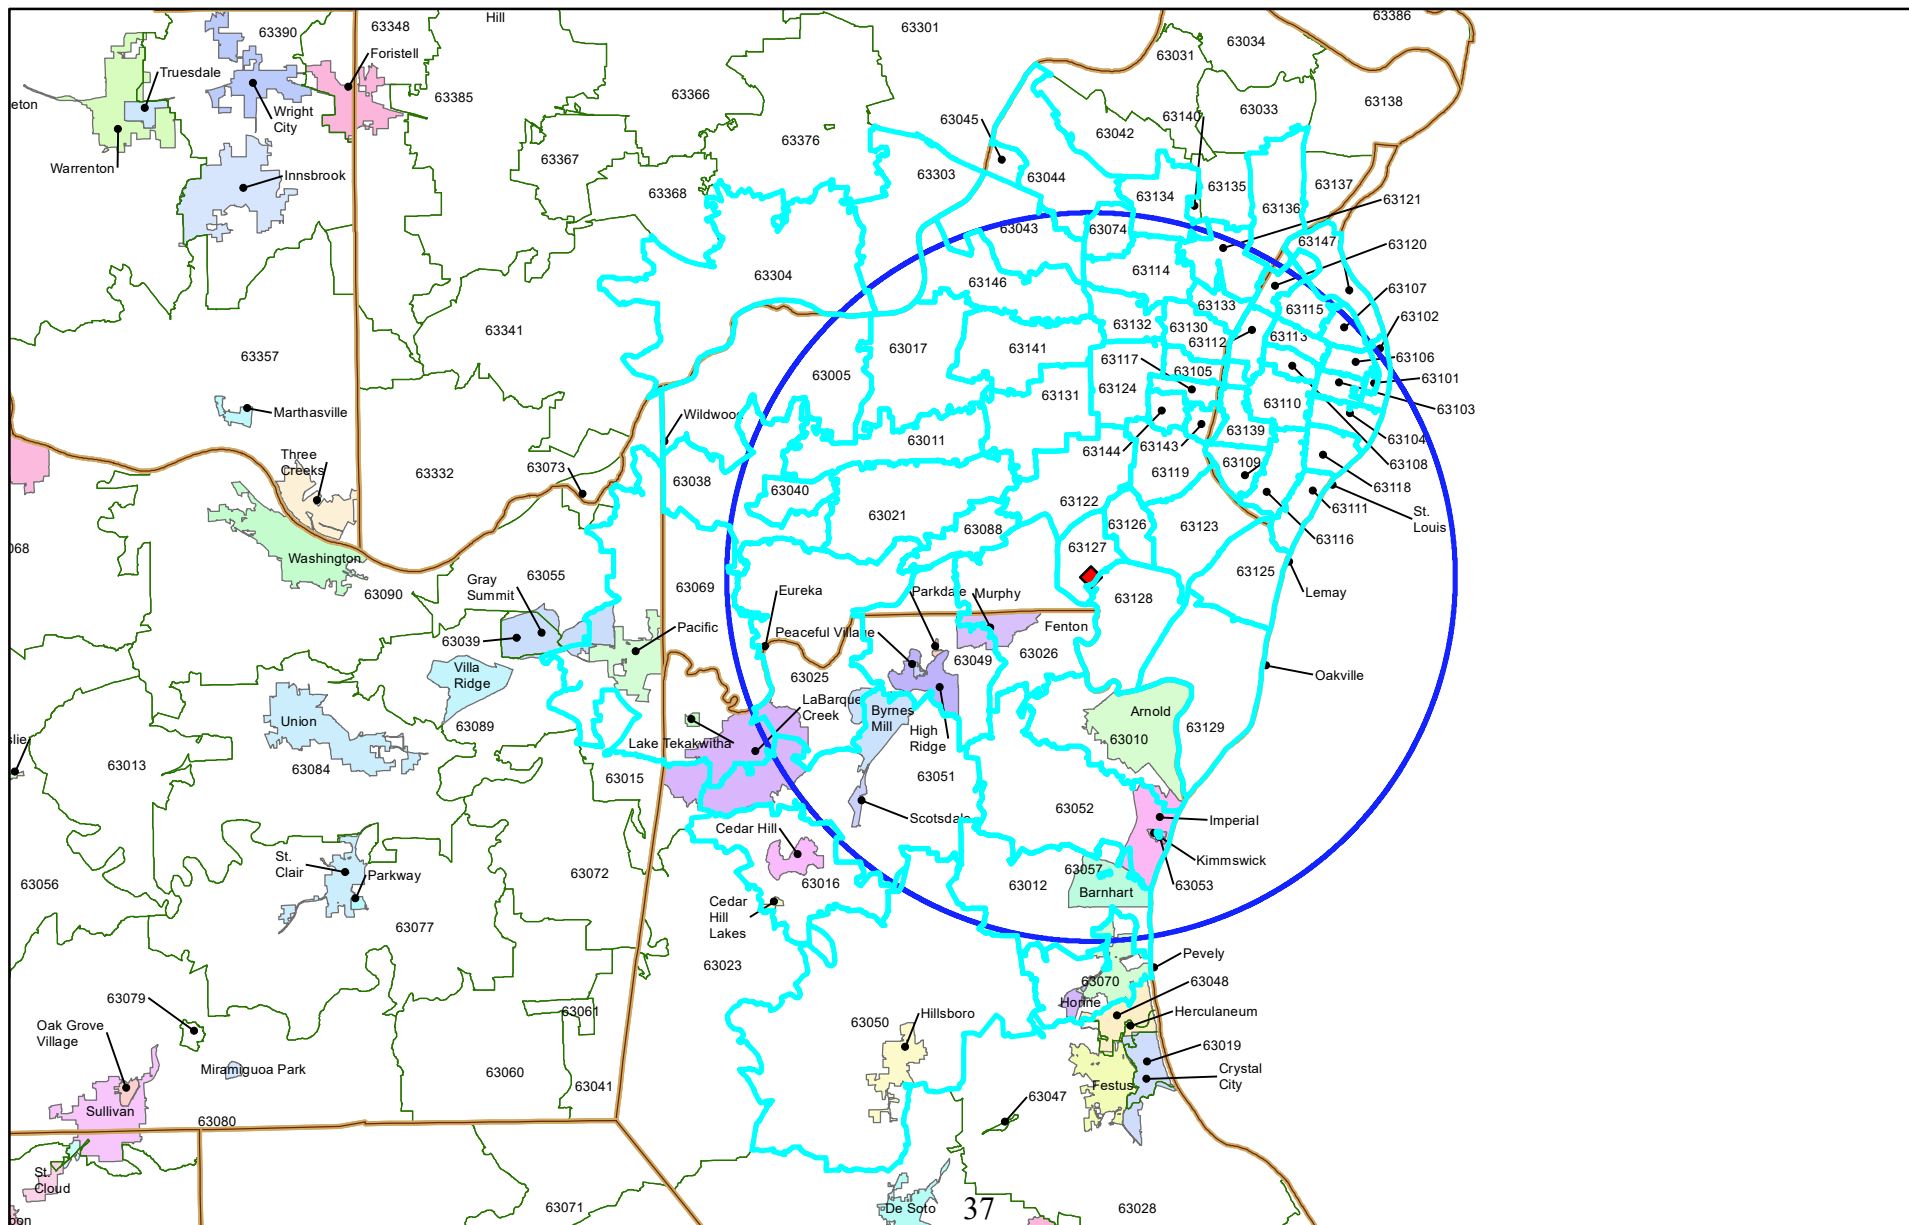 Hill
63348
63390
63301
63386
63031
63034
Foristell
Truesdale
eton
Wright
City
63385
63366
63045
63140
63033
63138
63042
63376
Warrenton
63367
Innsbrook
63368
63303
63044
63134
63135
63137
63136
63121
63043
63074
63147
63120
63304
63146
63114
63107
63133
63115
63102
63341
63132
63130
63112
63113
63357
63017
63141
63117
63105
63106
63005
63124
63101
63131
63110
63103
Marthasville
Wildwood
63011
63139
63104
63144
63143
Three
Creeks
63332
63073
63109
63108
63119
63038
63040
63118
63122
63021
63088
63126
63123
63111
St.
Louis
63116
068
Washington
63127
63055
Gray
Summit
63090
63069
Eureka
Parkdale
Murphy
63128
63125
Lemay
63039
Pacific
Peaceful Village
Fenton
63049
63026
Villa
Ridge
63025
Oakville
LaBarque
Creek
Byrnes
Mill
Arnold
Union
63089
High
Ridge
63010
63129
slie
Lake Tekakwitha
63013
63084
63015
63051
63052
Scotsdale
Imperial
Cedar Hill
St.
Clair
Parkway
Kimmswick
63056
63072
63016
63012
63057
63053
Barnhart
Cedar
Hill
Lakes
63077
63023
Pevely
63070
63048
63079
Horine
63061
Hillsboro
Herculaneum
63050
Oak Grove
Village
63019
Miramiguoa Park
63060
63041
Crystal
City
Festus
63047
Sullivan
63080
St.
Cloud
63071
De Soto
37
63028
bon